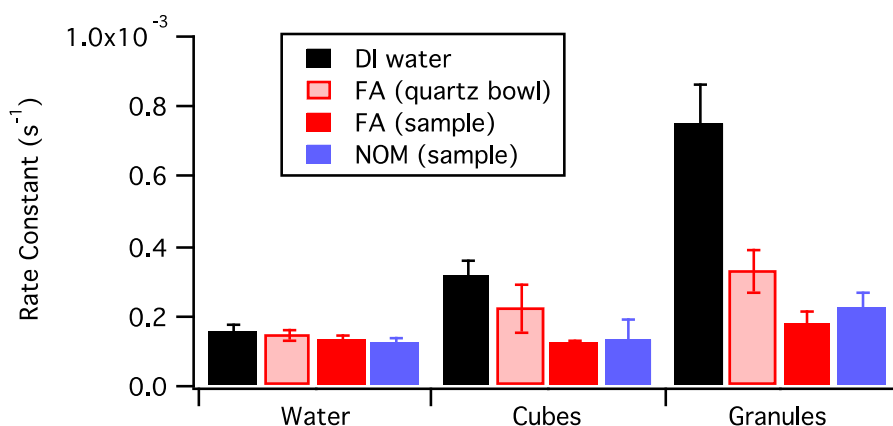 1.0x10⁻³
0.8
0.6
0.4
0.2
0.0
Rate Constant (s⁻¹)
DI water
FA (quartz bowl)
FA (sample)
NOM (sample)
Water
Cubes
Granules